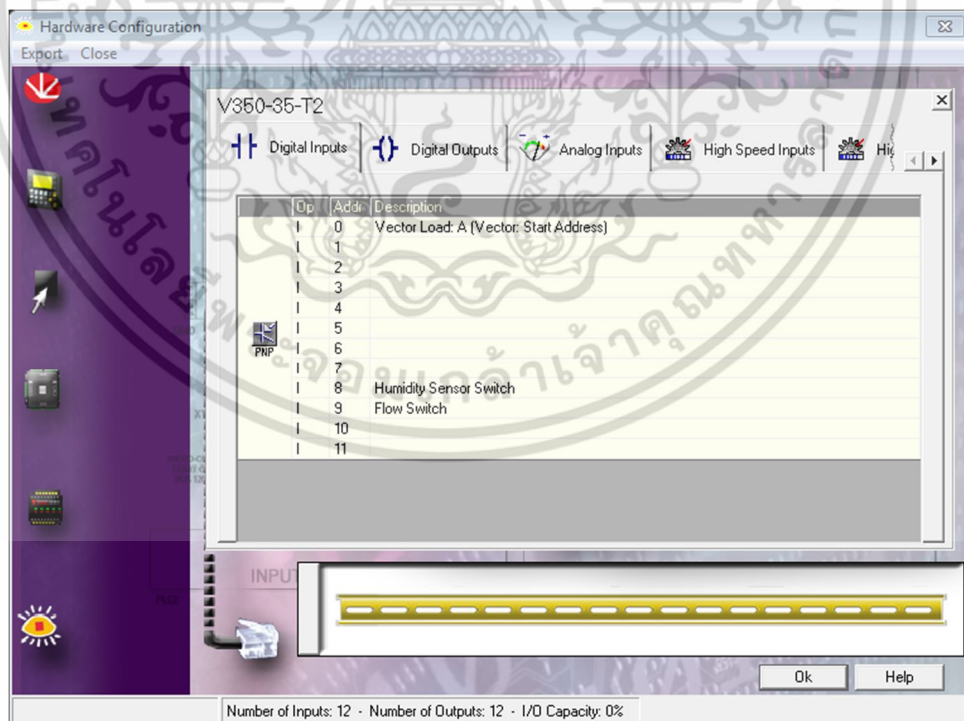 Hardware Configuration
Export Close
V350-35-T2
Digital Inputs Digital Outputs Analog Inputs High Speed Inputs
Op Addr Description
I 0 Vector Load: A (Vector: Start Address)
I 1
I 2
I 3
I 4
I 5
PNP
I 6
I 7
I 8 Humidity Sensor Switch
I 9 Flow Switch
I 10
I 11
INPUT
Ok Help
Number of Inputs: 12 - Number of Outputs: 12 - I/O Capacity: 0%